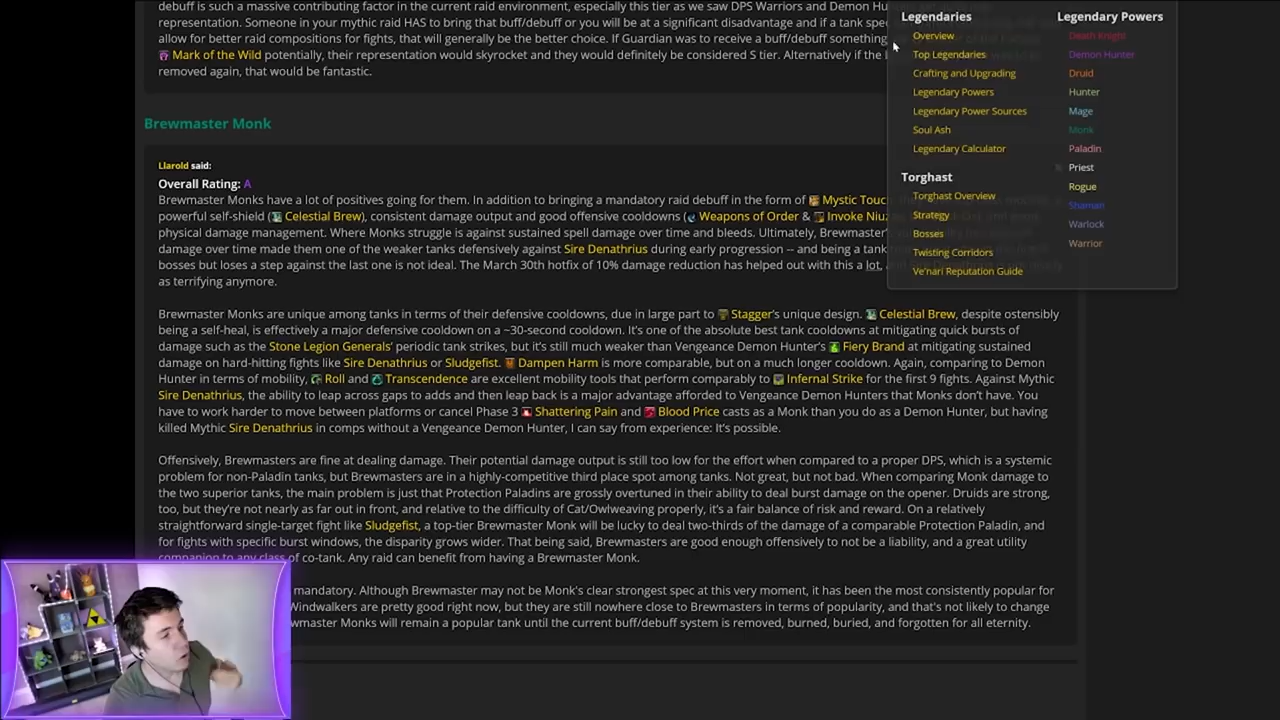 debuff is such a massive contributing factor in the current raid environment, especially this tier as we saw DPS Warriors and Demon Hun
representation. Someone in your mythic raid HAS to bring that buff/debuff or you will be at a significant disadvantage and if a tank spe
allow for better raid compositions for fights, that will generally be the better choice. If Guardian was to receive a buff/debuff something
Mark of the Wild potentially, their representation would skyrocket and they would definitely be considered S tier. Alternatively if the
removed again, that would be fantastic.
Legendaries
Overview
Top Legendaries
Crafting and Upgrading
Legendary Powers
Legendary Power Sources
Soul Ash
Legendary Calculator
Torghast
Torghast Overview
Strategy
Bosses
Twisting Corridors
Ve'nari Reputation Guide
Legendary Powers
Death Knight
Demon Hunter
Druid
Hunter
Mage
Monk
Paladin
Priest
Rogue
Shaman
Warlock
Warrior
Brewmaster Monk
Llarold said:
Overall Rating: A
Brewmaster Monks have a lot of positives going for them. In addition to bringing a mandatory raid debuff in the form of Mystic Touc
powerful self-shield ( Celestial Brew), consistent damage output and good offensive cooldowns ( Weapons of Order & Invoke Niuz
physical damage management. Where Monks struggle is against sustained spell damage over time and bleeds. Ultimately, Brewmaster'
damage over time made them one of the weaker tanks defensively against Sire Denathrius during early progression -- and being a tank
bosses but loses a step against the last one is not ideal. The March 30th hotfix of 10% damage reduction has helped out with this a lot,
as terrifying anymore.
Brewmaster Monks are unique among tanks in terms of their defensive cooldowns, due in large part to Stagger's unique design. Celestial Brew, despite ostensibly
being a self-heal, is effectively a major defensive cooldown on a ~30-second cooldown. It's one of the absolute best tank cooldowns at mitigating quick bursts of
damage such as the Stone Legion Generals' periodic tank strikes, but it's still much weaker than Vengeance Demon Hunter's Fiery Brand at mitigating sustained
damage on hard-hitting fights like Sire Denathrius or Sludgefist. Dampen Harm is more comparable, but on a much longer cooldown. Again, comparing to Demon
Hunter in terms of mobility, Roll and Transcendence are excellent mobility tools that perform comparably to Infernal Strike for the first 9 fights. Against Mythic
Sire Denathrius, the ability to leap across gaps to adds and then leap back is a major advantage afforded to Vengeance Demon Hunters that Monks don't have. You
have to work harder to move between platforms or cancel Phase 3 Shattering Pain and Blood Price casts as a Monk than you do as a Demon Hunter, but having
killed Mythic Sire Denathrius in comps without a Vengeance Demon Hunter, I can say from experience: It's possible.
Offensively, Brewmasters are fine at dealing damage. Their potential damage output is still too low for the effort when compared to a proper DPS, which is a systemic
problem for non-Paladin tanks, but Brewmasters are in a highly-competitive third place spot among tanks. Not great, but not bad. When comparing Monk damage to
the two superior tanks, the main problem is just that Protection Paladins are grossly overtuned in their ability to deal burst damage on the opener. Druids are strong,
too, but they're not nearly as far out in front, and relative to the difficulty of Cat/Owlweaving properly, it's a fair balance of risk and reward. On a relatively
straightforward single-target fight like Sludgefist, a top-tier Brewmaster Monk will be lucky to deal two-thirds of the damage of a comparable Protection Paladin, and
for fights with specific burst windows, the disparity grows wider. That being said, Brewmasters are good enough offensively to not be a liability, and a great utility
companion to any class of co-tank. Any raid can benefit from having a Brewmaster Monk.
mandatory. Although Brewmaster may not be Monk's clear strongest spec at this very moment, it has been the most consistently popular for
Windwalkers are pretty good right now, but they are still nowhere close to Brewmasters in terms of popularity, and that's not likely to change
wmaster Monks will remain a popular tank until the current buff/debuff system is removed, burned, buried, and forgotten for all eternity.